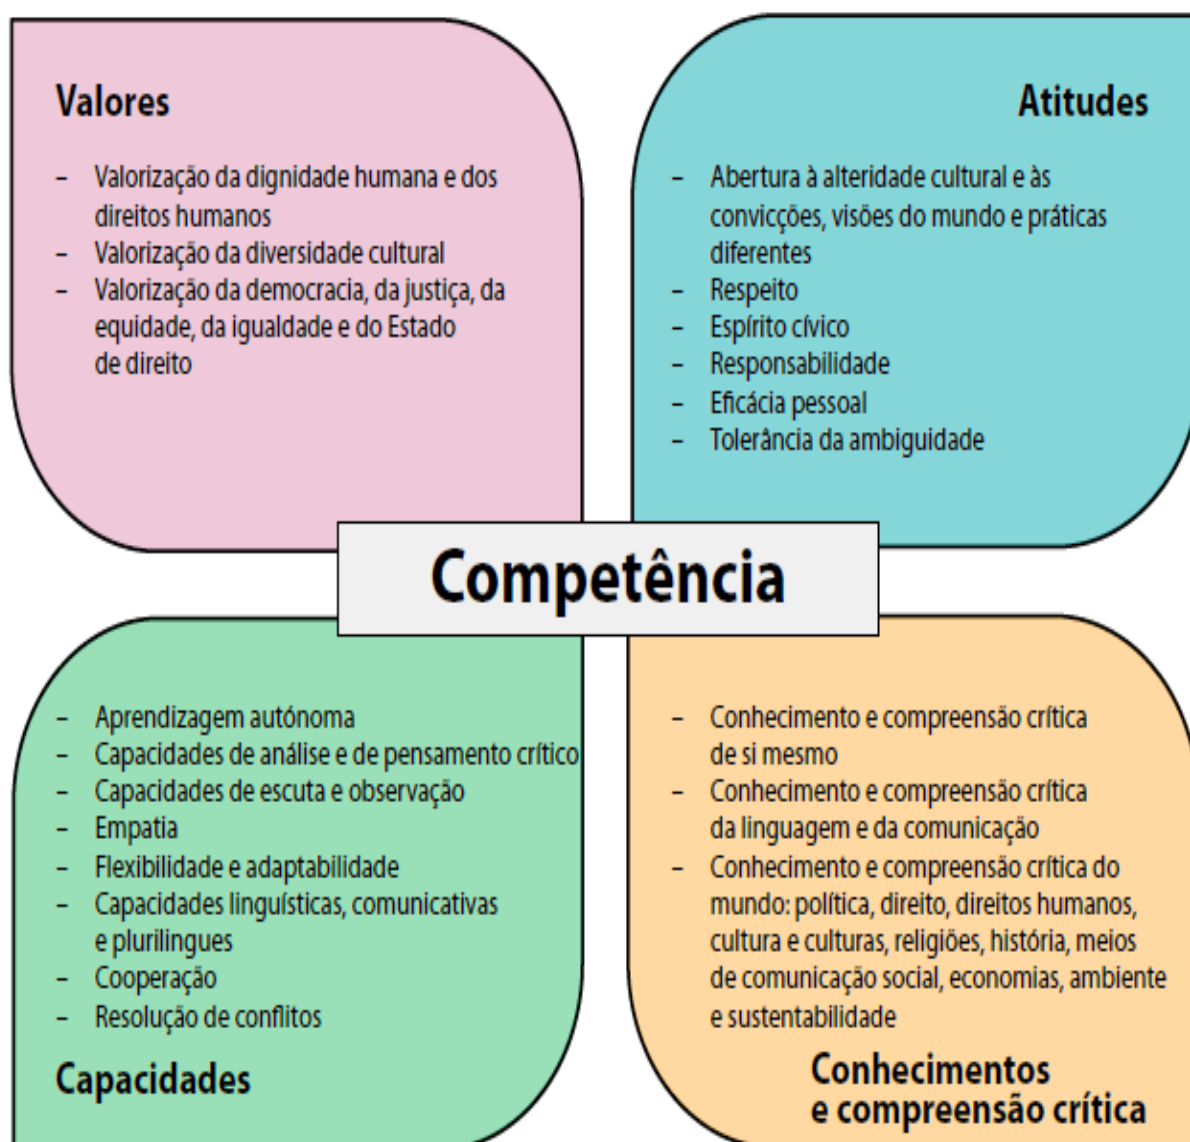 Valores
– Valorização da dignidade humana e dos
direitos humanos
– Valorização da diversidade cultural
– Valorização da democracia, da justiça, da
equidade, da igualdade e do Estado
de direito
Atitudes
– Abertura à alteridade cultural e às
convicções, visões do mundo e práticas
diferentes
– Respeito
– Espírito cívico
– Responsabilidade
– Eficácia pessoal
– Tolerância da ambiguidade
Competência
– Aprendizagem autónoma
– Capacidades de análise e de pensamento crítico
– Capacidades de escuta e observação
– Empatia
– Flexibilidade e adaptabilidade
– Capacidades linguísticas, comunicativas
e plurilingues
– Cooperação
– Resolução de conflitos
Capacidades
– Conhecimento e compreensão crítica
de si mesmo
– Conhecimento e compreensão crítica
da linguagem e da comunicação
– Conhecimento e compreensão crítica do
mundo: política, direito, direitos humanos,
cultura e culturas, religiões, história, meios
de comunicação social, economias, ambiente
e sustentabilidade
Conhecimentos
e compreensão crítica